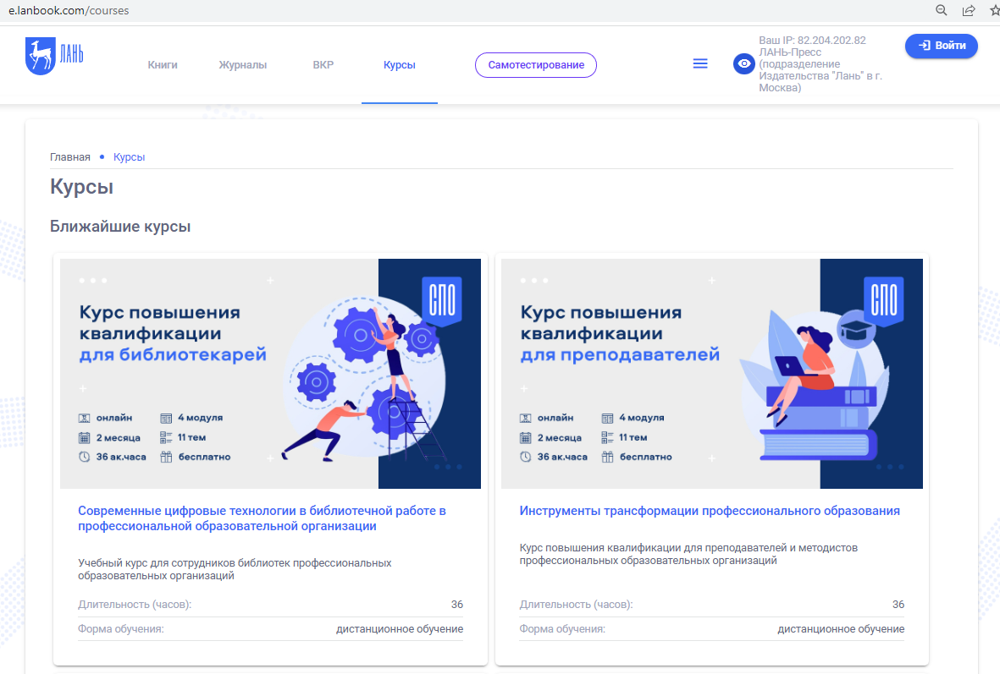 e.lanbook.com/courses
ЛАНЬ
Книги
Журналы
ВКР
Курсы
Самотестирование
Ваш IP: 82.204.202.82
ЛАНЬ-Пресс
(подразделение
Издательства "Лань" в г.
Москва)
Войти
Главная • Курсы
Курсы
Ближайшие курсы
СПО
Курс повышения
квалификации
для библиотекарей
онлайн
4 модуля
2 месяца
11 тем
36 ак.часа
бесплатно
Современные цифровые технологии в библиотечной работе в
профессиональной образовательной организации
Учебный курс для сотрудников библиотек профессиональных
образовательных организаций
Длительность (часов): 36
Форма обучения: дистанционное обучение
СПО
Курс повышения
квалификации
для преподавателей
онлайн
4 модуля
2 месяца
11 тем
36 ак.часа
бесплатно
Инструменты трансформации профессионального образования
Курс повышения квалификации для преподавателей и методистов
профессиональных образовательных организаций
Длительность (часов): 36
Форма обучения: дистанционное обучение